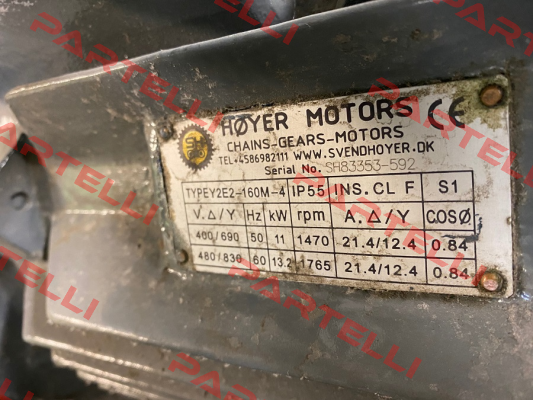 HØYER MOTORS CE
CHAINS-GEARS-MOTORS
TEL+4586982111 WWW.SVENDHOYER.DK
Serial No. SH83353-592
TYPEY2E2-160M-4 IP55 INS. CL F S1
V. Δ/Y Hz kW rpm A. Δ/Y COSØ
400/690 50 11 1470 21.4/12.4 0.84
480/830 60 13.2 1765 21.4/12.4 0.84
PARTELLI
PARTELLI
PARTELLI
PARTELLI
PARTELLI
PARTELLI